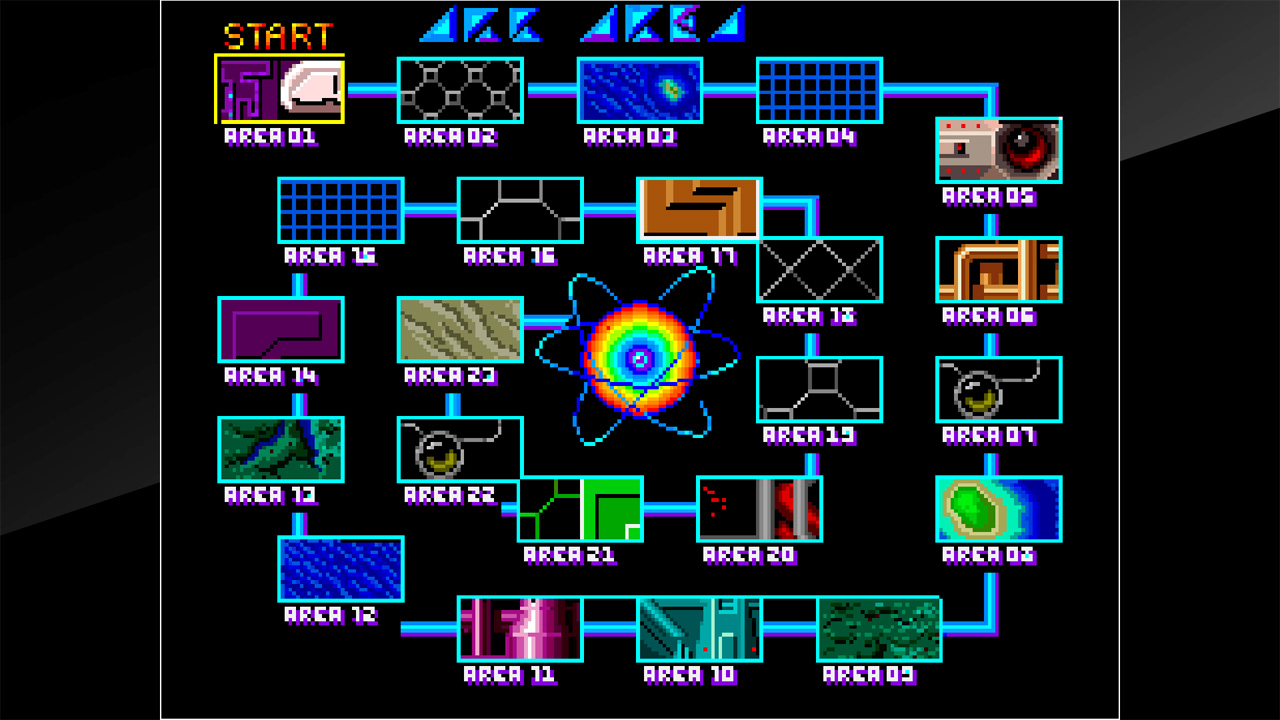 ARK AREA
START
AREA 01
AREA 02
AREA 03
AREA 04
AREA 05
AREA 15
AREA 16
AREA 17
AREA 18
AREA 06
AREA 14
AREA 23
AREA 19
AREA 07
AREA 13
AREA 22
AREA 21
AREA 20
AREA 08
AREA 12
AREA 11
AREA 10
AREA 09